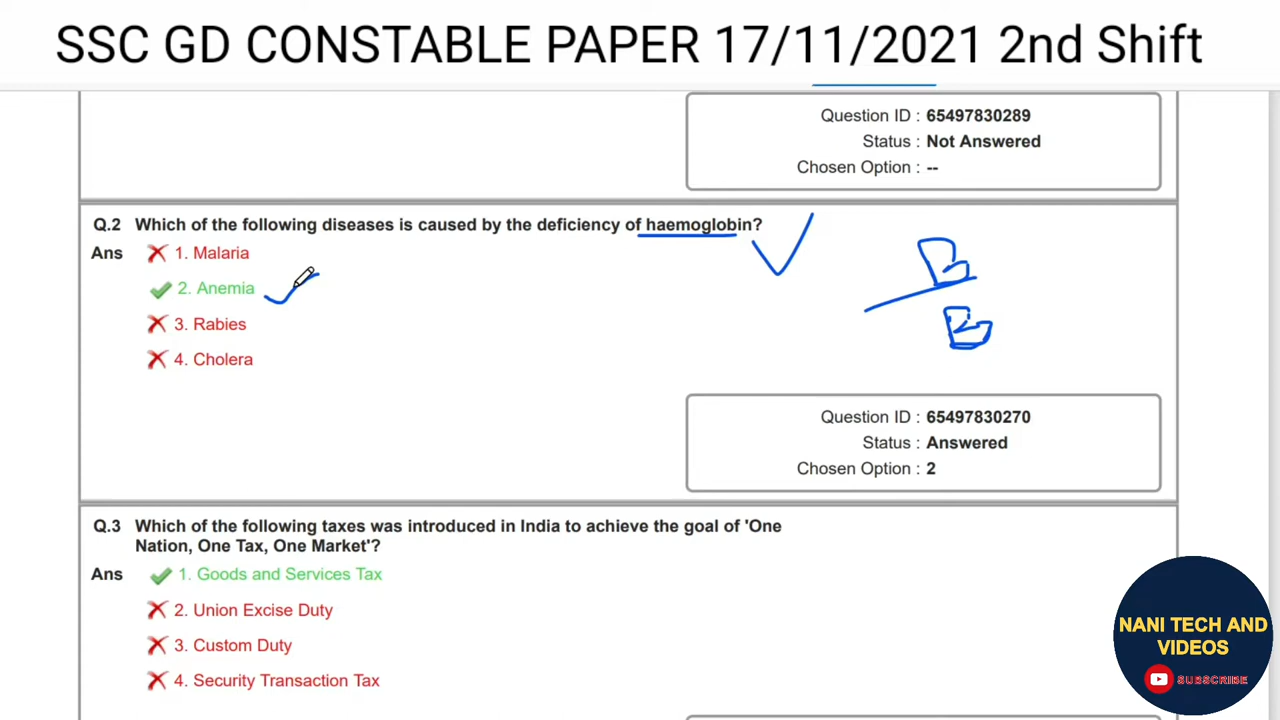 SSC GD CONSTABLE PAPER 17/11/2021 2nd Shift
Question ID : 65497830289
Status : Not Answered
Chosen Option : --
Q.2 Which of the following diseases is caused by the deficiency of haemoglobin?
Ans 1. Malaria
2. Anemia
3. Rabies
4. Cholera
B
B
Question ID : 65497830270
Status : Answered
Chosen Option : 2
Q.3 Which of the following taxes was introduced in India to achieve the goal of 'One
Nation, One Tax, One Market'?
Ans 1. Goods and Services Tax
2. Union Excise Duty
3. Custom Duty
4. Security Transaction Tax
NANI TECH AND
VIDEOS
SUBSCRIBE